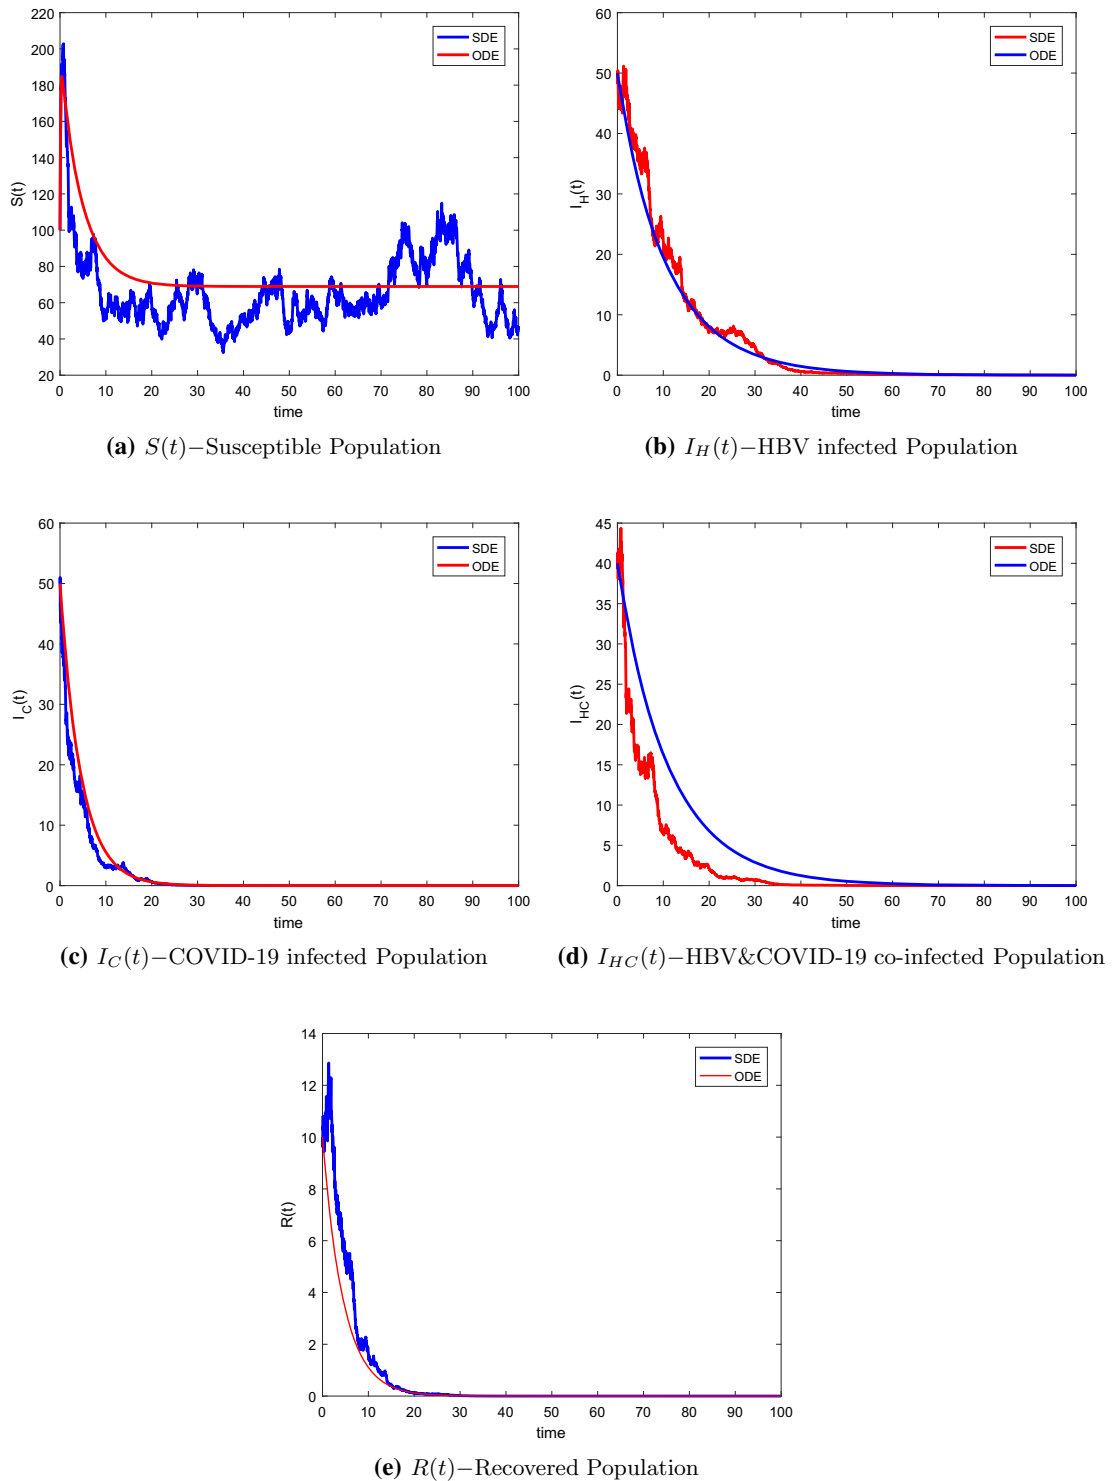 220
200
180
160
140
120
100
80
60
40
20
S(t)
0 10 20 30 40 50 60 70 80 90 100
time
SDE
ODE
(a) S(t)−Susceptible Population
60
50
40
30
20
10
0
I_H(t)
0 10 20 30 40 50 60 70 80 90 100
time
SDE
ODE
(b) I_H(t)−HBV infected Population
60
50
40
30
20
10
0
I_C(t)
0 10 20 30 40 50 60 70 80 90 100
time
SDE
ODE
(c) I_C(t)−COVID-19 infected Population
45
40
35
30
25
20
15
10
5
0
I_HC(t)
0 10 20 30 40 50 60 70 80 90 100
time
SDE
ODE
(d) I_HC(t)−HBV&COVID-19 co-infected Population
14
12
10
8
6
4
2
0
R(t)
0 10 20 30 40 50 60 70 80 90 100
time
SDE
ODE
(e) R(t)−Recovered Population